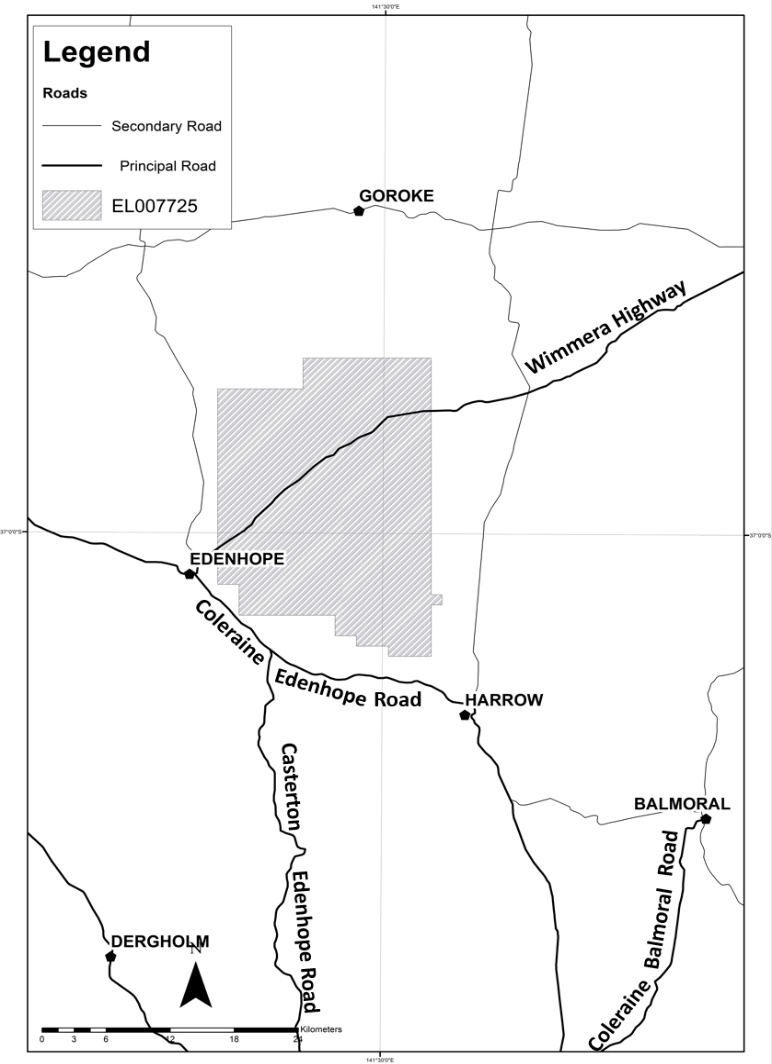 141°30'0"E
Legend
Roads
Secondary Road
Principal Road
EL007725
GOROKE
Wimmera Highway
37°0'0"S
37°0'0"S
EDENHOPE
Coleraine
Edenhope Road
HARROW
Casterton
BALMORAL
Edenhope Road
Coleraine Balmoral Road
DERGHOLM
N
Kilometers
0 3 6 12 18 24
141°30'0"E